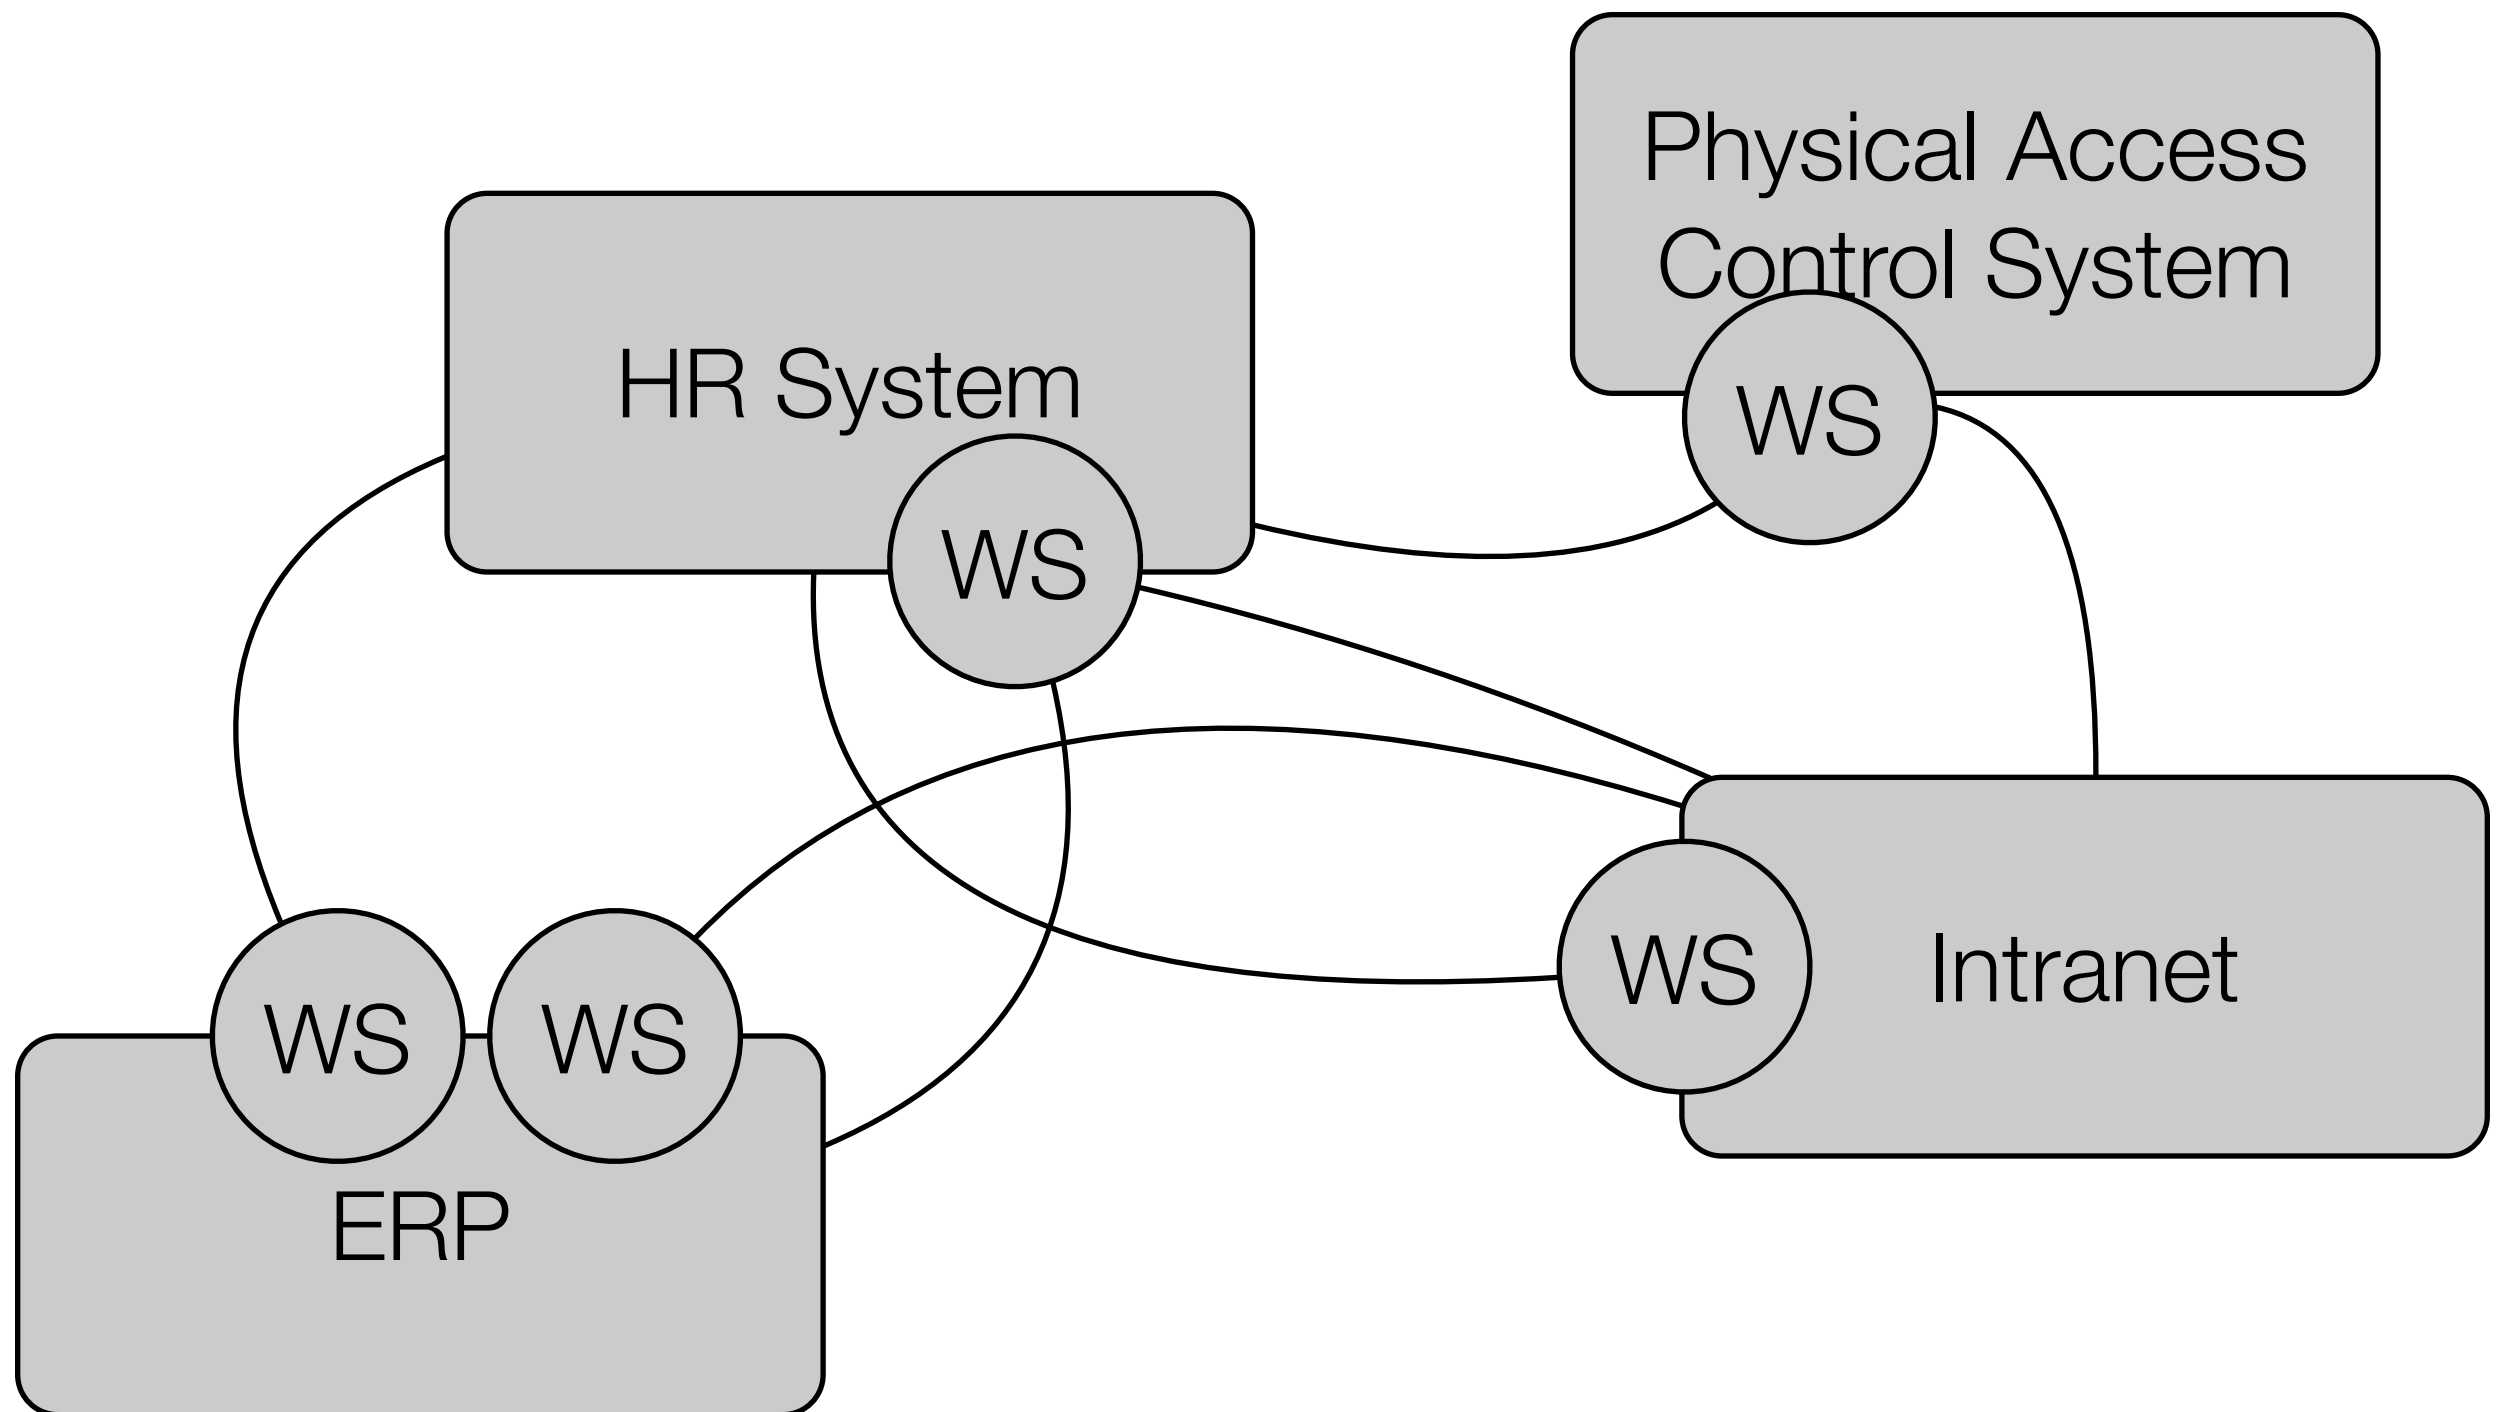 Physical Access
Control System
HR System
WS
WS
WS
Intranet
WS
WS
ERP